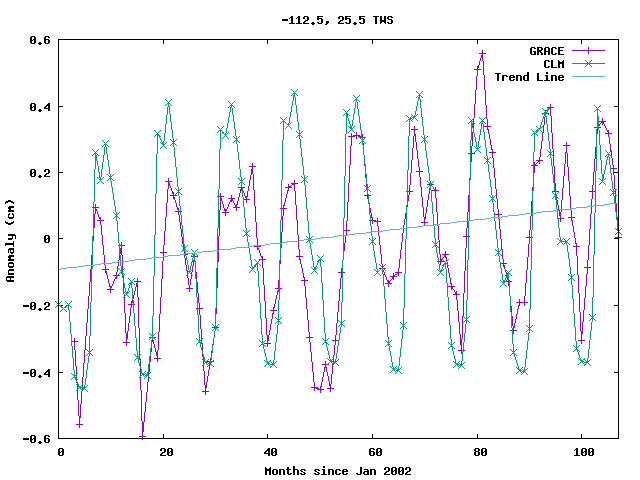 -112.5, 25.5 TWS
GRACE
CLM
Trend Line
0.6
0.4
0.2
0
-0.2
-0.4
-0.6
Anomaly (cm)
0 20 40 60 80 100
Months since Jan 2002